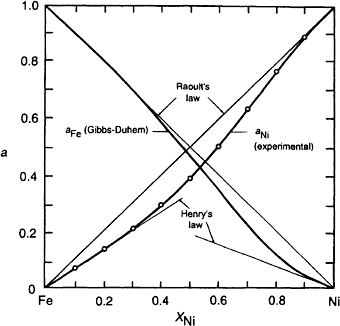 1.0
0.8
0.6
0.4
0.2
0
a
Raoult's
law
aFe (Gibbs-Duhem)
aNi
(experimental)
Henry's
law
Fe 0.2 0.4 0.6 0.8 Ni
XNi